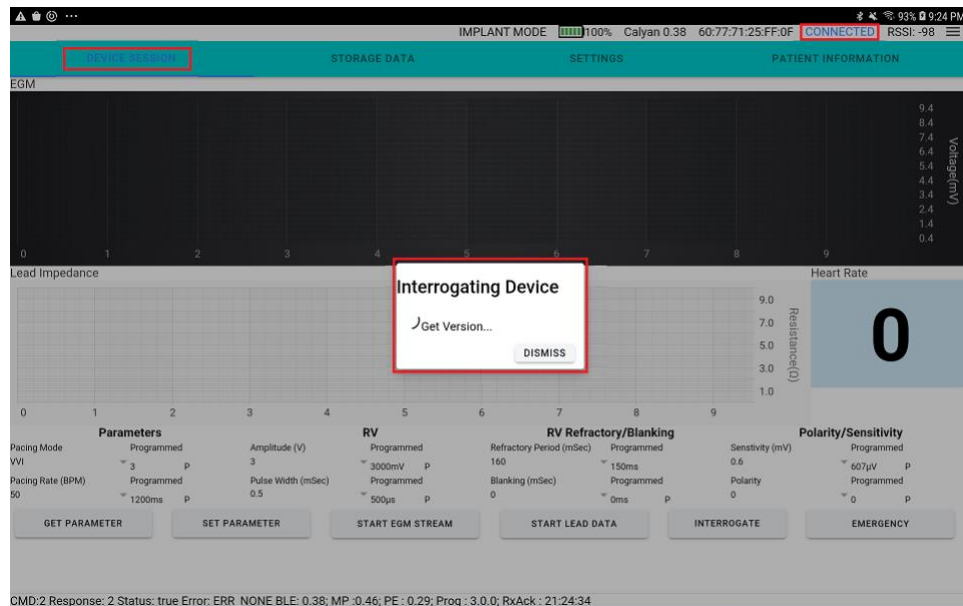 93% 9:24 PM
IMPLANT MODE 100% Calyan 0.38 60:77:71:25:FF:0F CONNECTED RSSI: -98
DEVICE SESSION STORAGE DATA SETTINGS PATIENT INFORMATION
EGM
9.4
8.4
7.4
6.4
5.4
4.4
3.4
2.4
1.4
0.4
Voltage(mV)
0 1 2 3 4 5 6 7 8 9
Lead Impedance
Heart Rate
Interrogating Device
Get Version...
DISMISS
9.0
7.0
5.0
3.0
1.0
Resistance(Ω)
0
0 1 2 3 4 5 6 7 8 9
Parameters RV RV Refractory/Blanking Polarity/Sensitivity
Pacing Mode Programmed Amplitude (V) Programmed Refractory Period (mSec) Programmed Senstivity (mV) Programmed
VVI 3 P 3 3000mV P 160 150ms 0.6 607µV P
Pacing Rate (BPM) Programmed Pulse Width (mSec) Programmed Blanking (mSec) Programmed Polarity Programmed
50 1200ms P 0.5 500µs P 0 0ms P 0 0 P
GET PARAMETER SET PARAMETER START EGM STREAM START LEAD DATA INTERROGATE EMERGENCY
CMD:2 Response: 2 Status: true Error: ERR_NONE BLE: 0.38; MP :0.46; PE : 0.29; Prog : 3.0.0; RxAck : 21:24:34